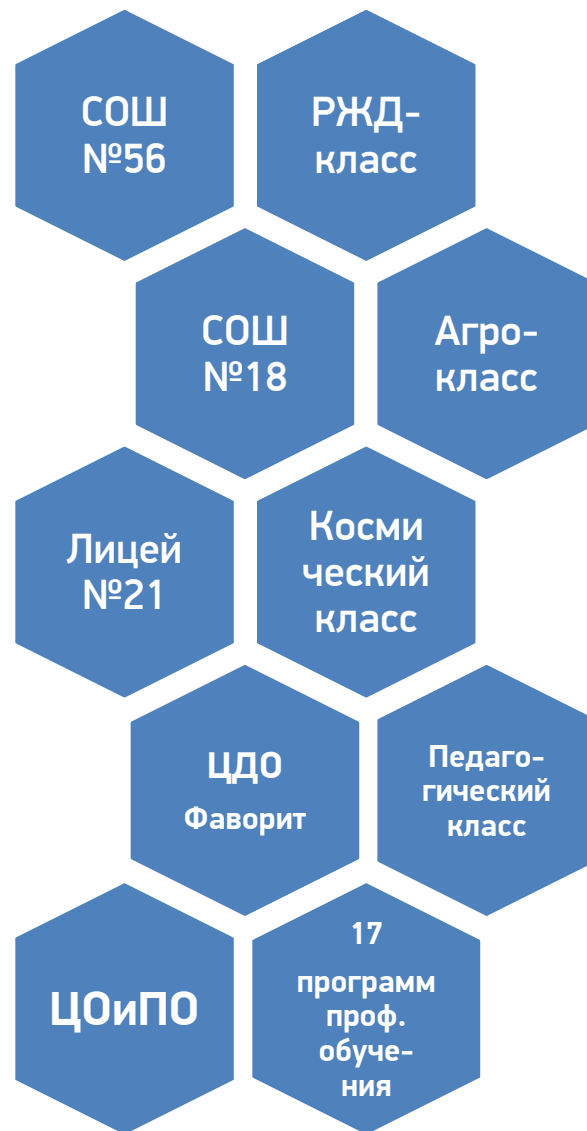 СОШ
№56
РЖД-
класс
СОШ
№18
Агро-
класс
Лицей
№21
Косми
ческий
класс
ЦДО
Фаворит
Педаго-
гический
класс
ЦОиПО
17
программ
проф.
обуче-
ния